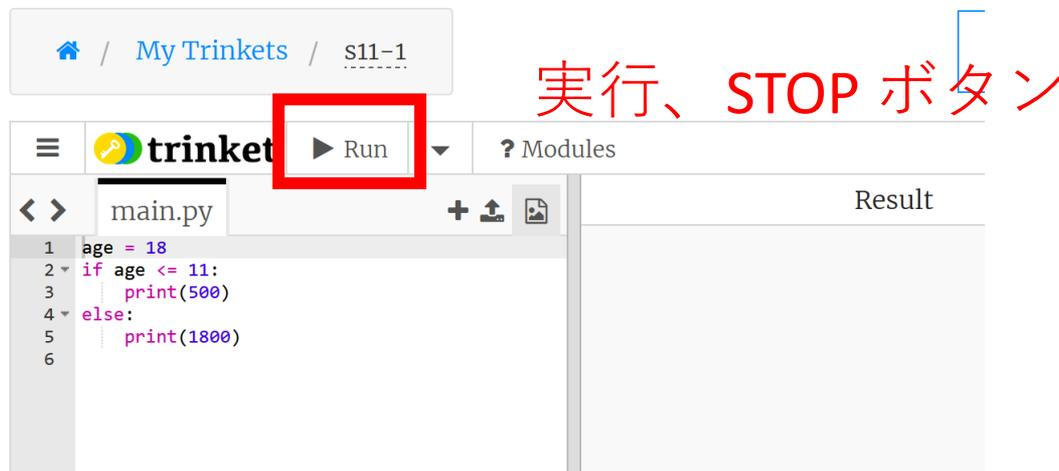 / My Trinkets / s11-1
実行、STOP ボタン
trinket Run ? Modules
main.py
Result
1 age = 18
2 if age <= 11:
3 print(500)
4 else:
5 print(1800)
6